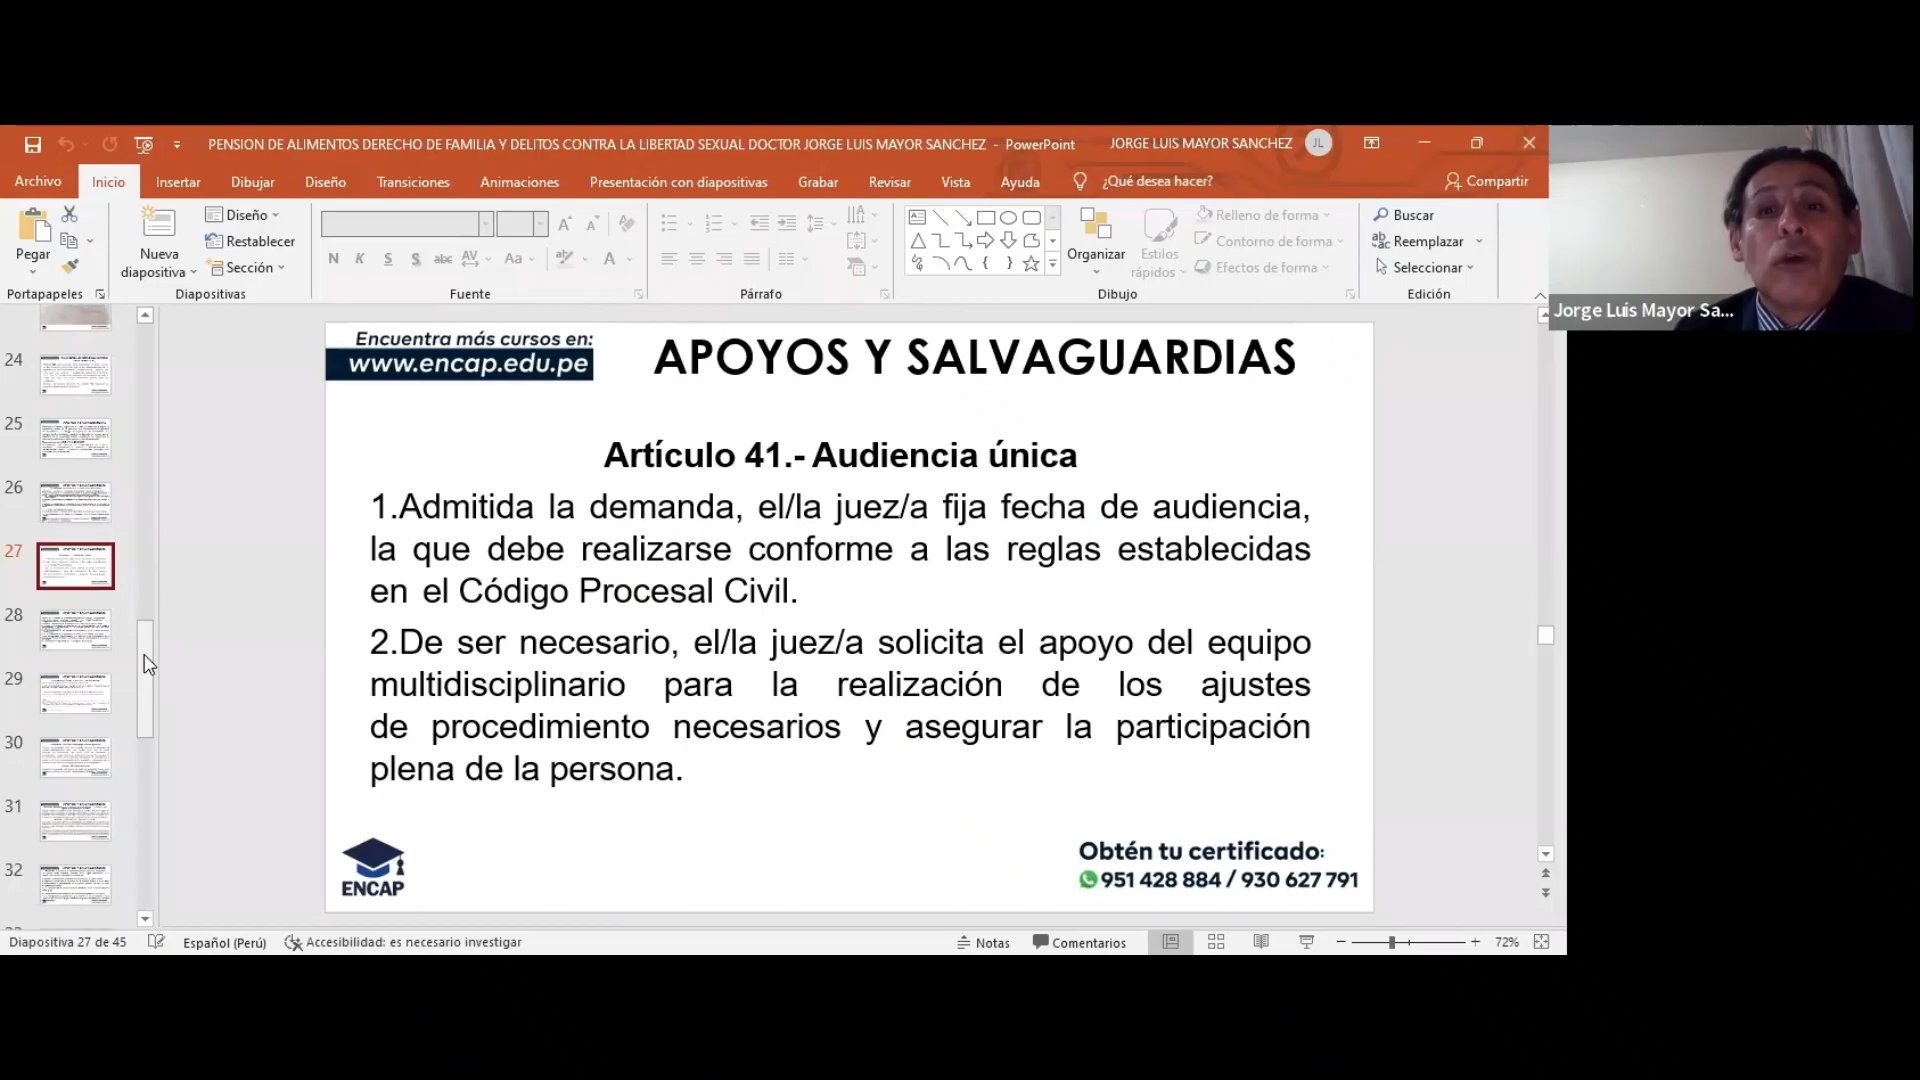 PENSION DE ALIMENTOS DERECHO DE FAMILIA Y DELITOS CONTRA LA LIBERTAD SEXUAL DOCTOR JORGE LUIS MAYOR SANCHEZ - PowerPoint
JORGE LUIS MAYOR SANCHEZ
JL
Archivo
Inicio
Insertar
Dibujar
Diseño
Transiciones
Animaciones
Presentación con diapositivas
Grabar
Revisar
Vista
Ayuda
¿Qué desea hacer?
Compartir
Pegar
Portapapeles
Nueva
diapositiva
Diseño
Restablecer
Sección
Diapositivas
N K S S abc AV Aa A
Fuente
Párrafo
Organizar
Estilos
rápidos
Relleno de forma
Contorno de forma
Efectos de forma
Dibujo
Buscar
Reemplazar
Seleccionar
Edición
Jorge Luis Mayor Sa...
24
25
26
27
28
29
30
31
32
Encuentra más cursos en:
www.encap.edu.pe
APOYOS Y SALVAGUARDIAS
Artículo 41.- Audiencia única
1.Admitida la demanda, el/la juez/a fija fecha de audiencia,
la que debe realizarse conforme a las reglas establecidas
en el Código Procesal Civil.
2.De ser necesario, el/la juez/a solicita el apoyo del equipo
multidisciplinario para la realización de los ajustes
de procedimiento necesarios y asegurar la participación
plena de la persona.
ENCAP
Obtén tu certificado:
951 428 884 / 930 627 791
Diapositiva 27 de 45
Español (Perú)
Accesibilidad: es necesario investigar
Notas
Comentarios
72%